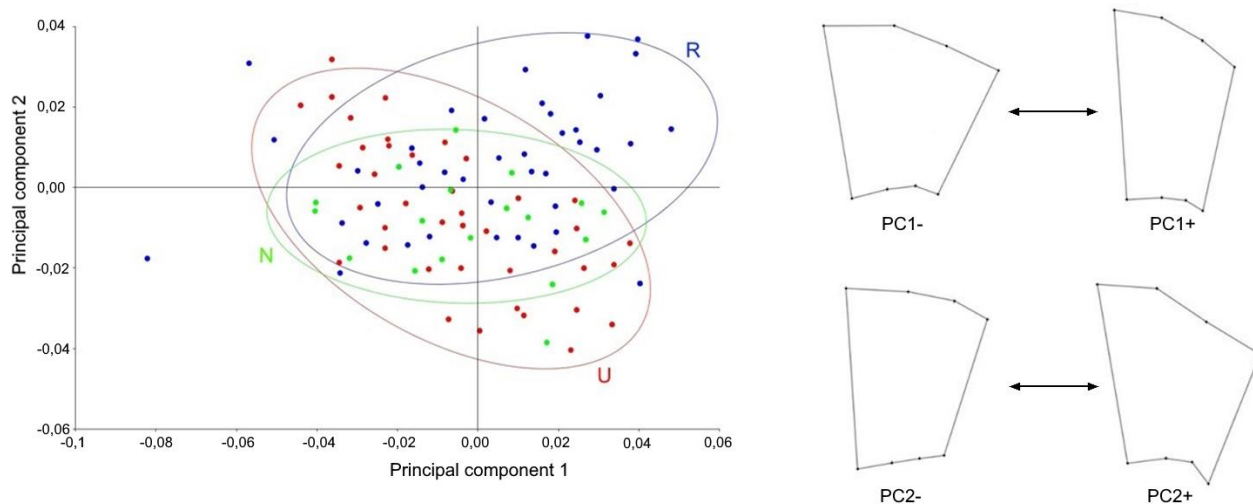 0,04
0,02
0,00
-0,02
-0,04
-0,06
Principal component 2
-0,1
-0,08
-0,06
-0,04
-0,02
0,00
0,02
0,04
0,06
Principal component 1
R
N
U
PC1-
PC1+
PC2-
PC2+